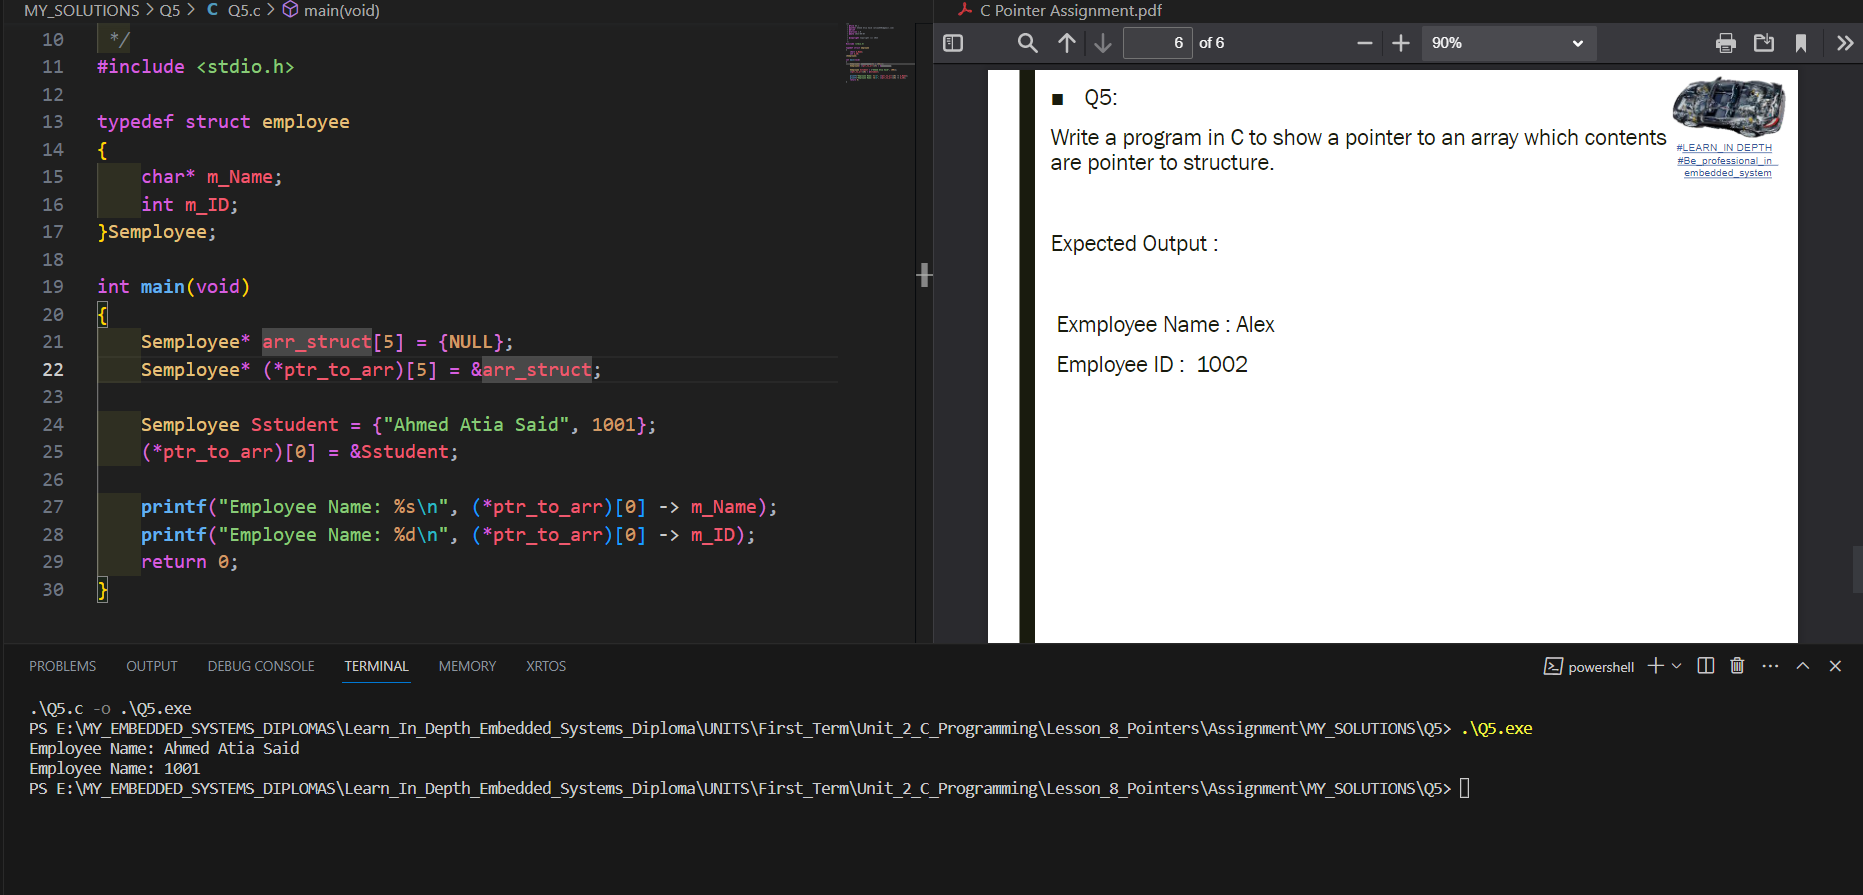 MY_SOLUTIONS > Q5 > C Q5.c > main(void)
10 */
11 #include <stdio.h>
12
13 typedef struct employee
14 {
15 char* m_Name;
16 int m_ID;
17 }Semployee;
18
19 int main(void)
20 {
21 Semployee* arr_struct[5] = {NULL};
22 Semployee* (*ptr_to_arr)[5] = &arr_struct;
23
24 Semployee Sstudent = {"Ahmed Atia Said", 1001};
25 (*ptr_to_arr)[0] = &Sstudent;
26
27 printf("Employee Name: %s\n", (*ptr_to_arr)[0] -> m_Name);
28 printf("Employee Name: %d\n", (*ptr_to_arr)[0] -> m_ID);
29 return 0;
30 }
C Pointer Assignment.pdf
6 of 6
90%
■ Q5:
Write a program in C to show a pointer to an array which contents
are pointer to structure.
#LEARN_IN DEPTH
#Be_professional_in_
embedded_system
Expected Output :
Exmployee Name : Alex
Employee ID : 1002
PROBLEMS OUTPUT DEBUG CONSOLE TERMINAL MEMORY XRTOS
powershell
.\Q5.c -o .\Q5.exe
PS E:\MY_EMBEDDED_SYSTEMS_DIPLOMAS\Learn_In_Depth_Embedded_Systems_Diploma\UNITS\First_Term\Unit_2_C_Programming\Lesson_8_Pointers\Assignment\MY_SOLUTIONS\Q5> .\Q5.exe
Employee Name: Ahmed Atia Said
Employee Name: 1001
PS E:\MY_EMBEDDED_SYSTEMS_DIPLOMAS\Learn_In_Depth_Embedded_Systems_Diploma\UNITS\First_Term\Unit_2_C_Programming\Lesson_8_Pointers\Assignment\MY_SOLUTIONS\Q5>